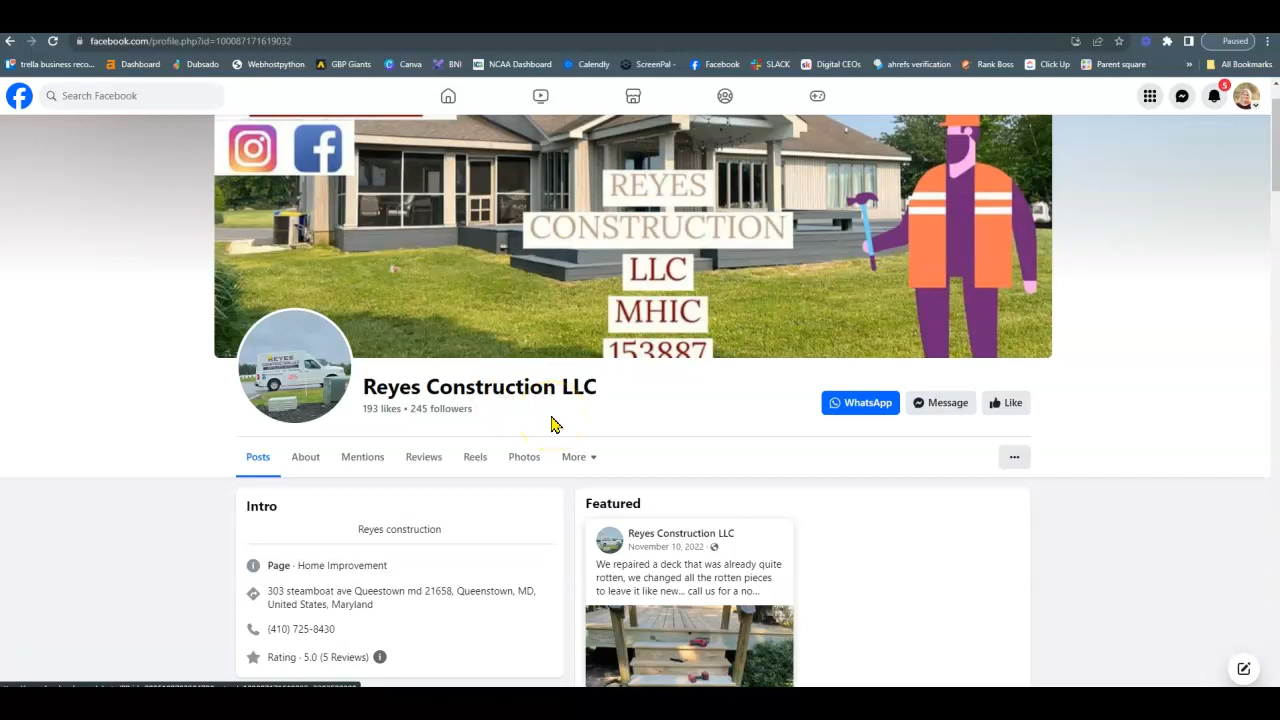 facebook.com/profile.php?id=100087171619032
Paused
trella business reco... Dashboard Dubsado Webhostpython GBP Giants Canva BNI NCAA Dashboard Calendly ScreenPal - Facebook SLACK Digital CEOs ahrefs verification Rank Boss Click Up Parent square » All Bookmarks
Search Facebook
5
REYES
CONSTRUCTION
LLC
MHIC
153887
REYES
Reyes Construction LLC
193 likes • 245 followers
WhatsApp Message Like
Posts About Mentions Reviews Reels Photos More
Intro
Reyes construction
Page · Home Improvement
303 steamboat ave Queestown md 21658, Queenstown, MD,
United States, Maryland
(410) 725-8430
Rating · 5.0 (5 Reviews)
Featured
Reyes Construction LLC
November 10, 2022 ·
We repaired a deck that was already quite
rotten, we changed all the rotten pieces
to leave it like new... call us for a no...